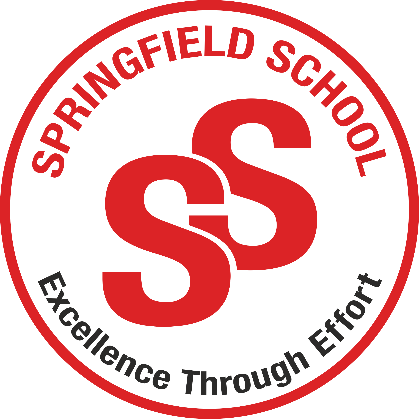 SPRINGFIELD SCHOOL
SS
Excellence Through Effort